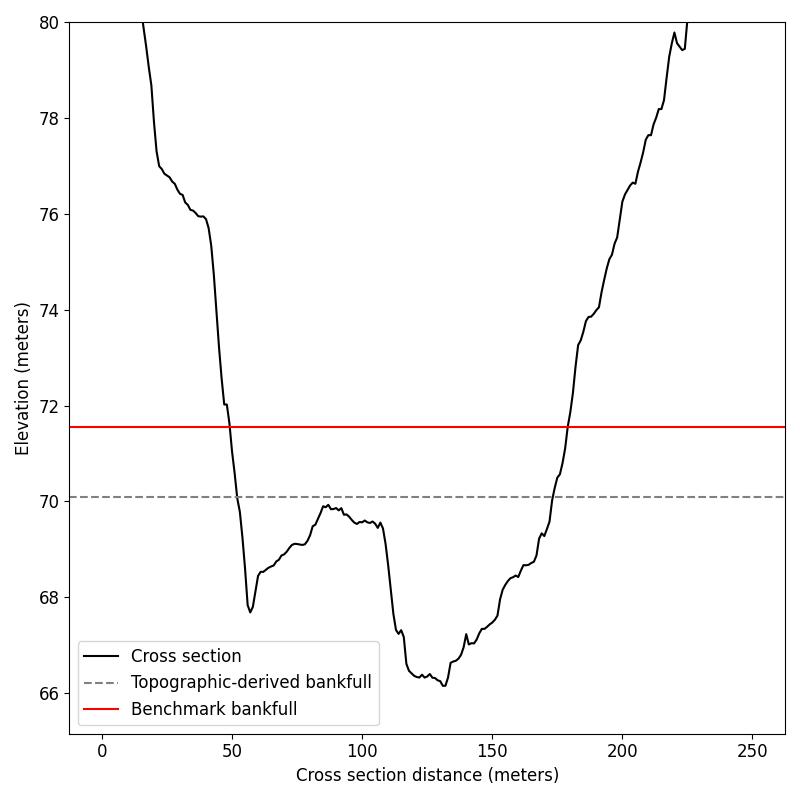 80
78
76
74
72
70
68
66
Elevation (meters)
Cross section
Topographic-derived bankfull
Benchmark bankfull
0 50 100 150 200 250
Cross section distance (meters)